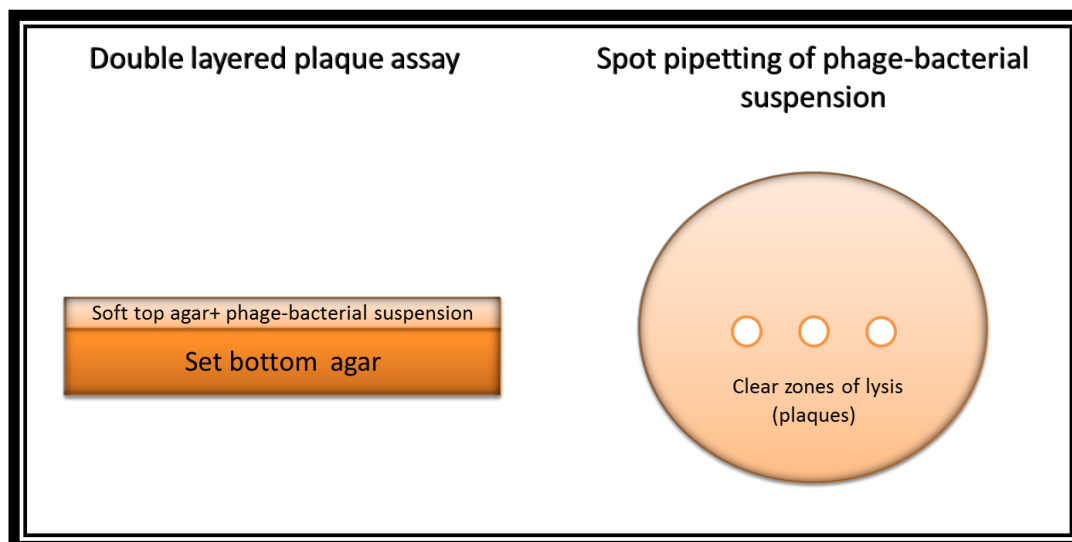 Double layered plaque assay
Spot pipetting of phage-bacterial
suspension
Soft top agar+ phage-bacterial suspension
Set bottom agar
Clear zones of lysis
(plaques)